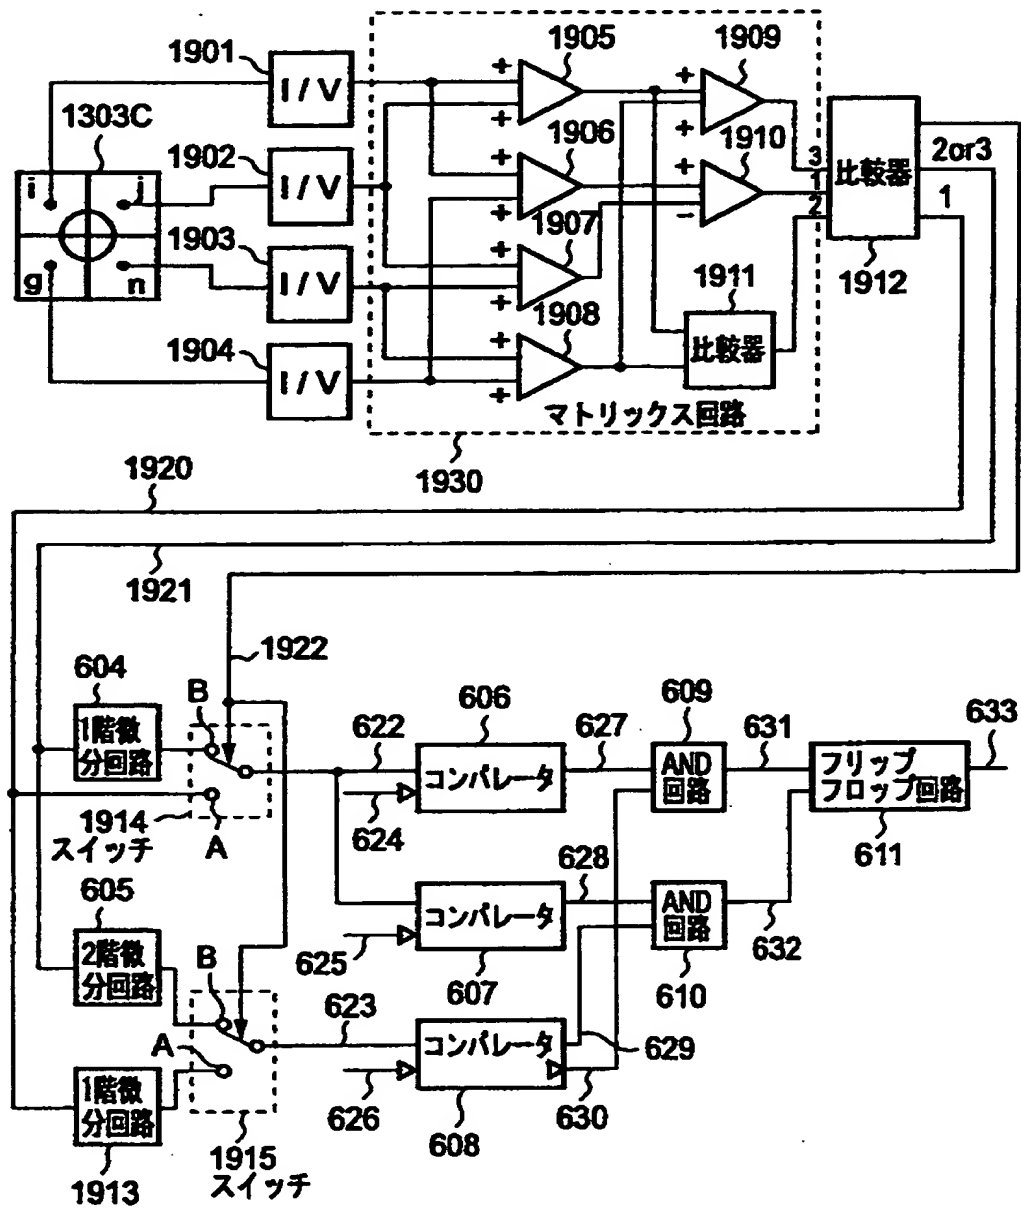 1901
I / V
1905
1909
1303C
1902
I / V
1906
1910
i
j
g
n
1903
I / V
1907
1904
I / V
1908
1911
比較器
マトリックス回路
+
+
+
+
+
+
+
+
+
+
+
−
3
1
2
比較器
1912
2or3
1
1930
1920
1921
1922
604
1階微
分回路
B
A
1914
スイッチ
622
606
コンパレータ
624
627
609
AND
回路
631
633
フリップ
フロップ回路
611
605
2階微
分回路
B
A
625
コンパレータ
607
628
AND
回路
610
632
623
コンパレータ
626
608
629
630
1階微
分回路
1913
1915
スイッチ